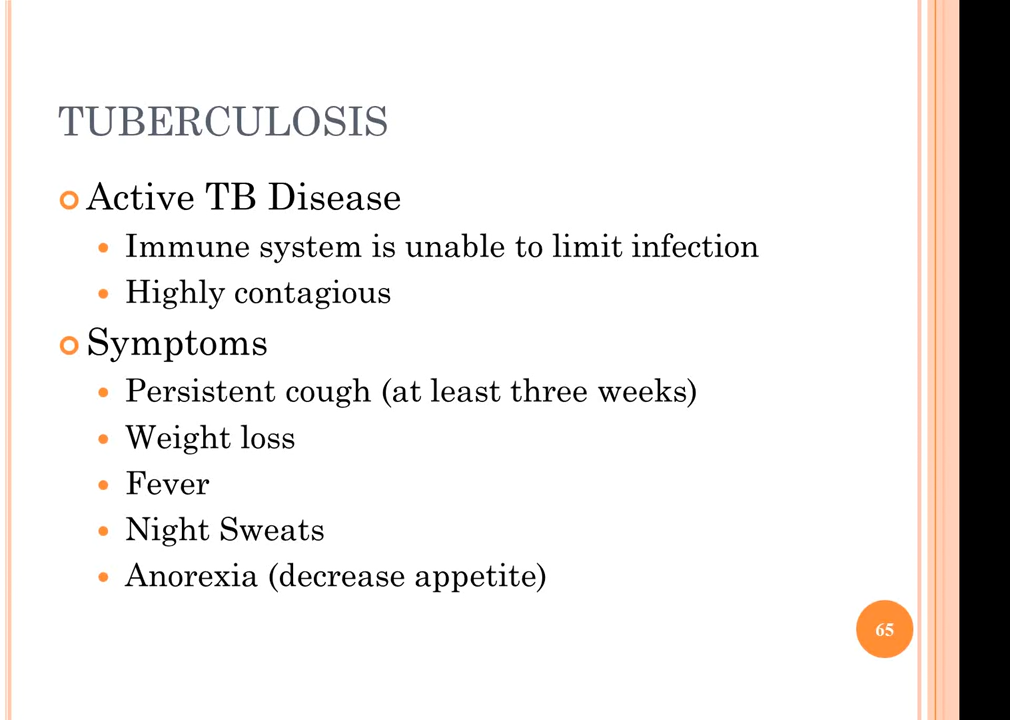 TUBERCULOSIS
Active TB Disease
Immune system is unable to limit infection
Highly contagious
Symptoms
Persistent cough (at least three weeks)
Weight loss
Fever
Night Sweats
Anorexia (decrease appetite)
65